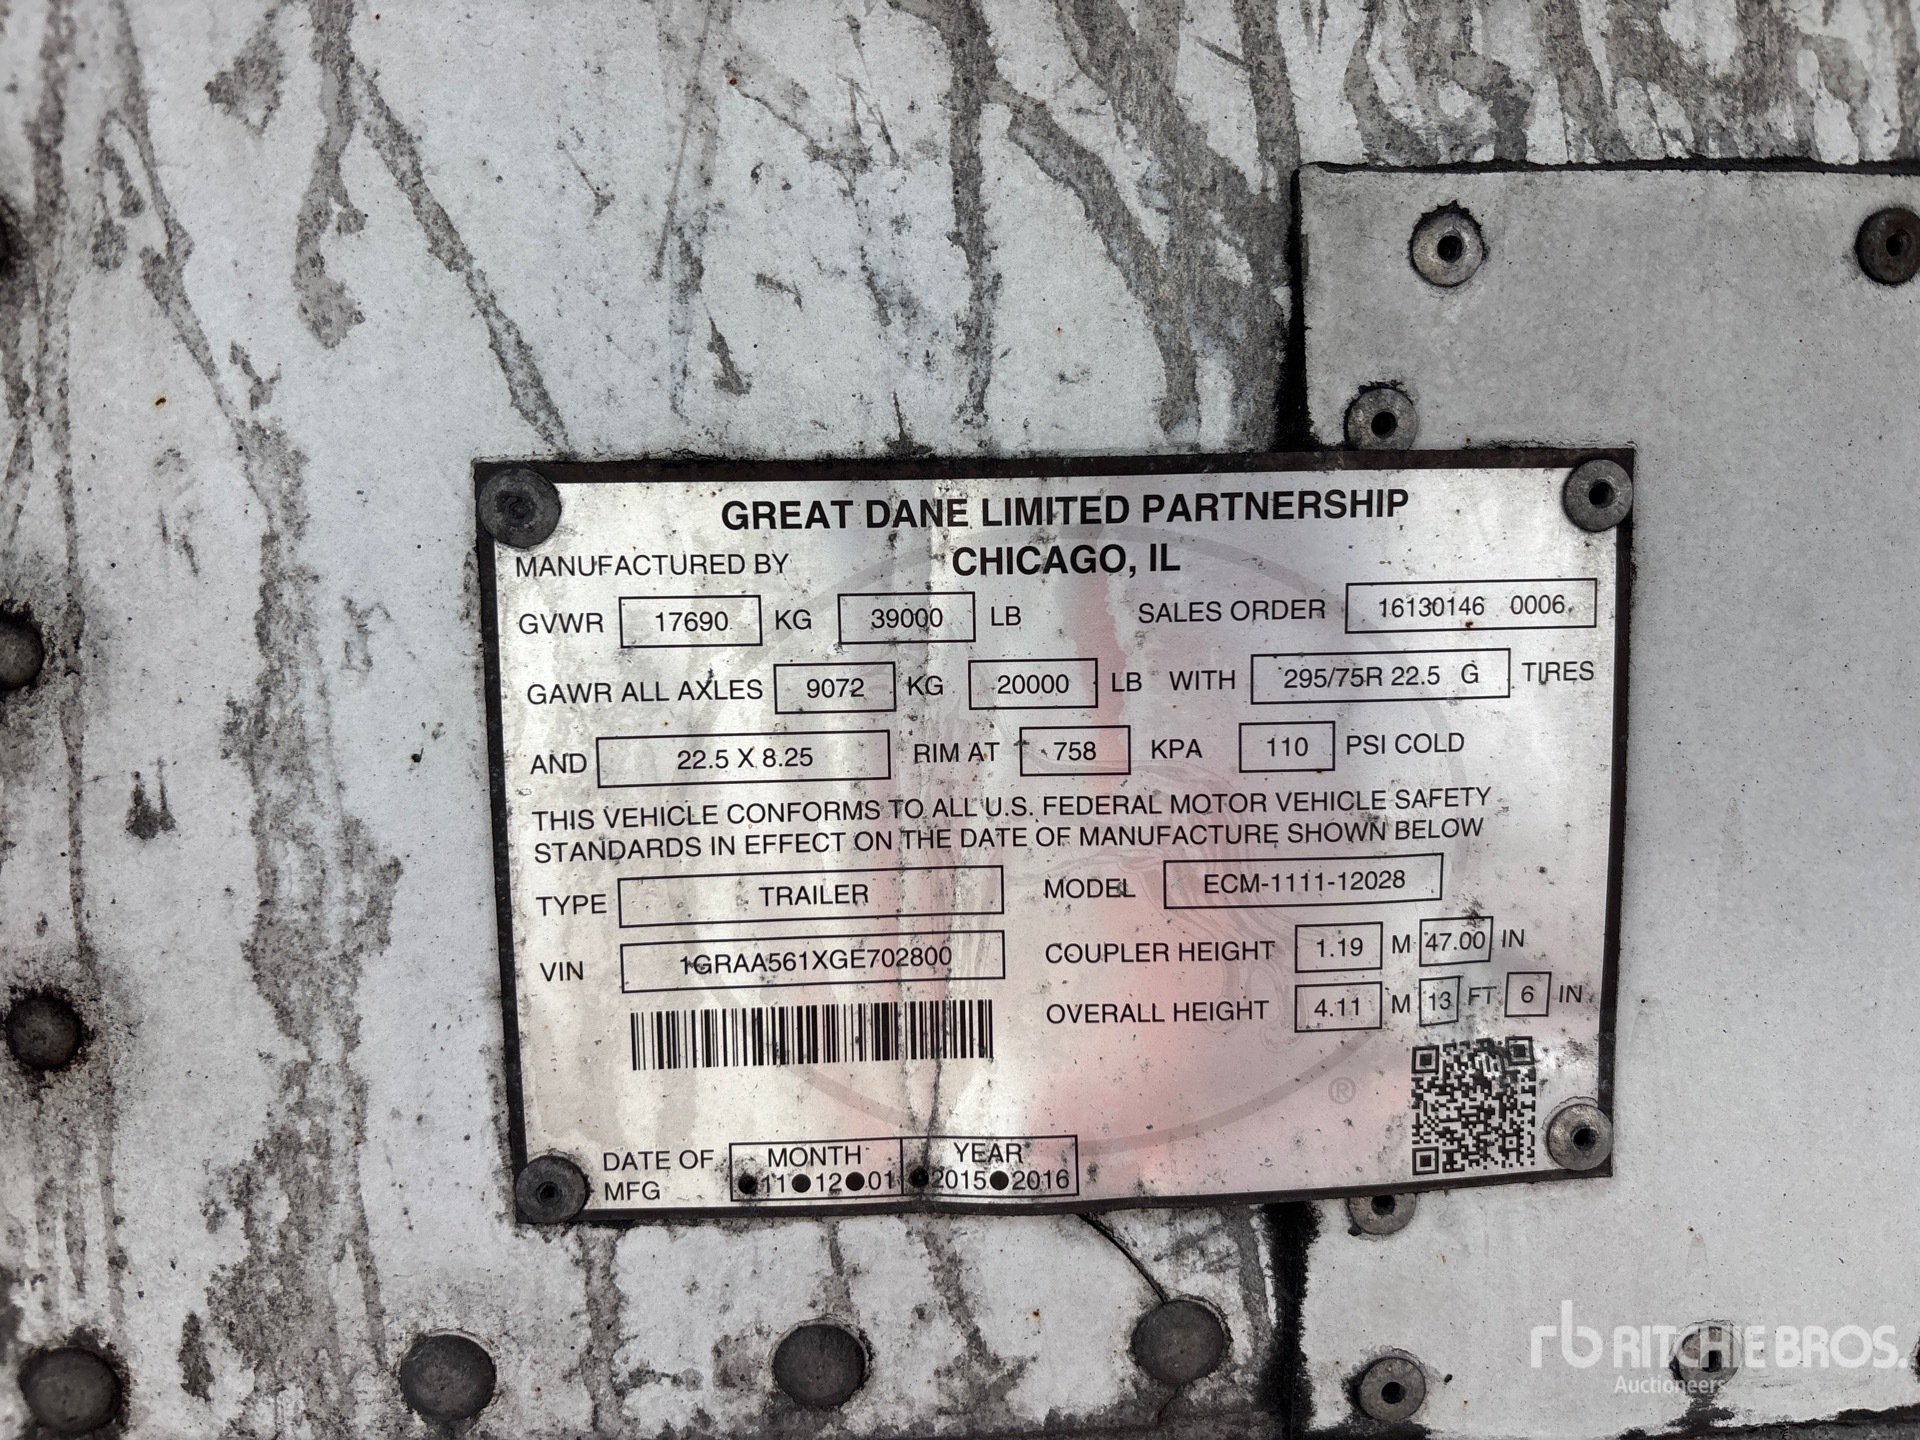 GREAT DANE LIMITED PARTNERSHIP
MANUFACTURED BY CHICAGO, IL
GVWR 17690 KG 39000 LB SALES ORDER 16130146 0006
GAWR ALL AXLES 9072 KG 20000 LB WITH 295/75R 22.5 G TIRES
AND 22.5 X 8.25 RIM AT 758 KPA 110 PSI COLD
THIS VEHICLE CONFORMS TO ALL U.S. FEDERAL MOTOR VEHICLE SAFETY
STANDARDS IN EFFECT ON THE DATE OF MANUFACTURE SHOWN BELOW
TYPE TRAILER MODEL ECM-1111-12028
VIN 1GRAA561XGE702800 COUPLER HEIGHT 1.19 M 47.00 IN
OVERALL HEIGHT 4.11 M 13 FT 6 IN
®
DATE OF MONTH YEAR
MFG ●11●12●01 ●2015●2016
rb RITCHIE BROS.
Auctioneers